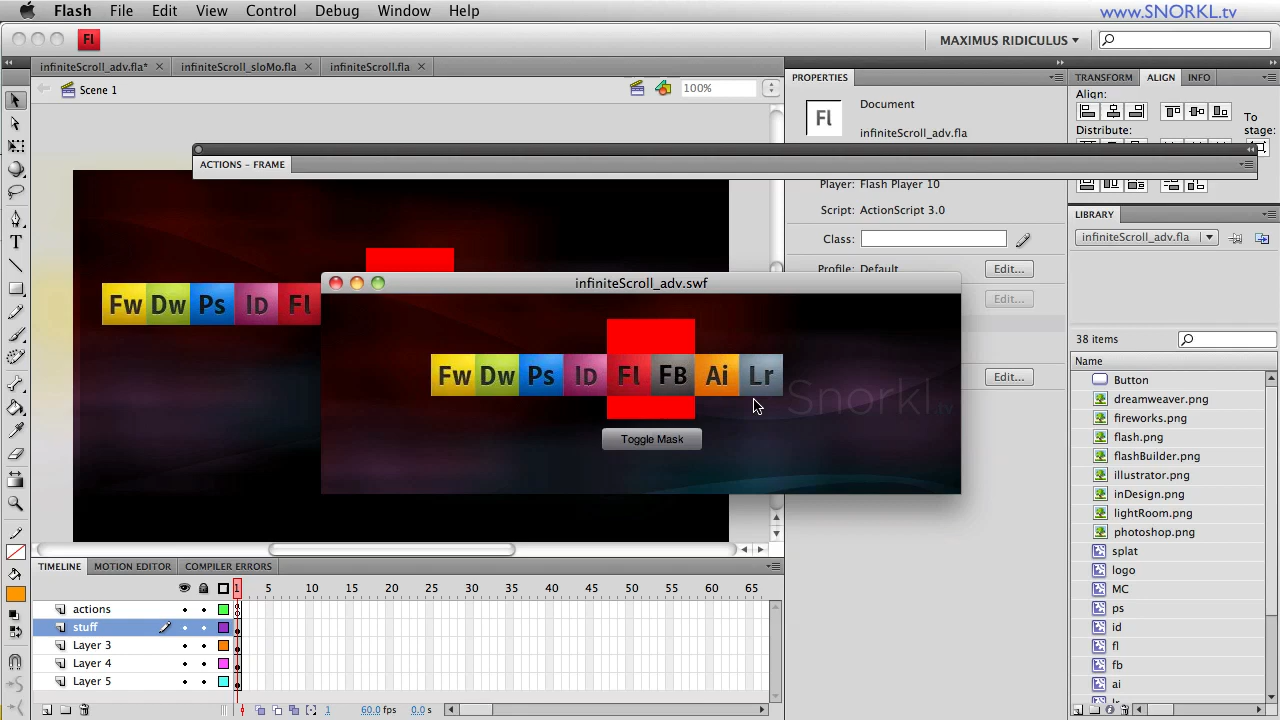 www.SNORKL.tv
Flash File Edit View Control Debug Window Help
Fl
MAXIMUS RIDICULUS
infiniteScroll_adv.fla* infiniteScroll_sloMo.fla infiniteScroll.fla
Scene 1
100%
PROPERTIES
TRANSFORM ALIGN INFO
Fl
Document
infiniteScroll_adv.fla
Align:
Distribute:
To
stage:
ACTIONS - FRAME
Player: Flash Player 10
Script: ActionScript 3.0
Class:
Profile: Default
Edit...
Edit...
Edit...
LIBRARY
infiniteScroll_adv.fla
38 items
Name
Button
dreamweaver.png
fireworks.png
flash.png
flashBuilder.png
illustrator.png
inDesign.png
lightRoom.png
photoshop.png
splat
logo
MC
ps
id
fl
fb
ai
Fw Dw Ps ID Fl
infiniteScroll_adv.swf
Fw Dw Ps ID Fl FB Ai Lr
Snorkl.tv
Toggle Mask
TIMELINE MOTION EDITOR COMPILER ERRORS
1 5 10 15 20 25 30 35 40 45 50 55 60 65
actions
stuff
Layer 3
Layer 4
Layer 5
1 60.0 fps 0.0 s